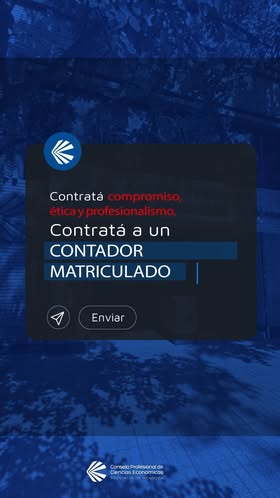 Contratá compromiso,
ética y profesionalismo.
Contratá a un
CONTADOR
MATRICULADO
Enviar
Consejo Profesional de
Ciencias Económicas